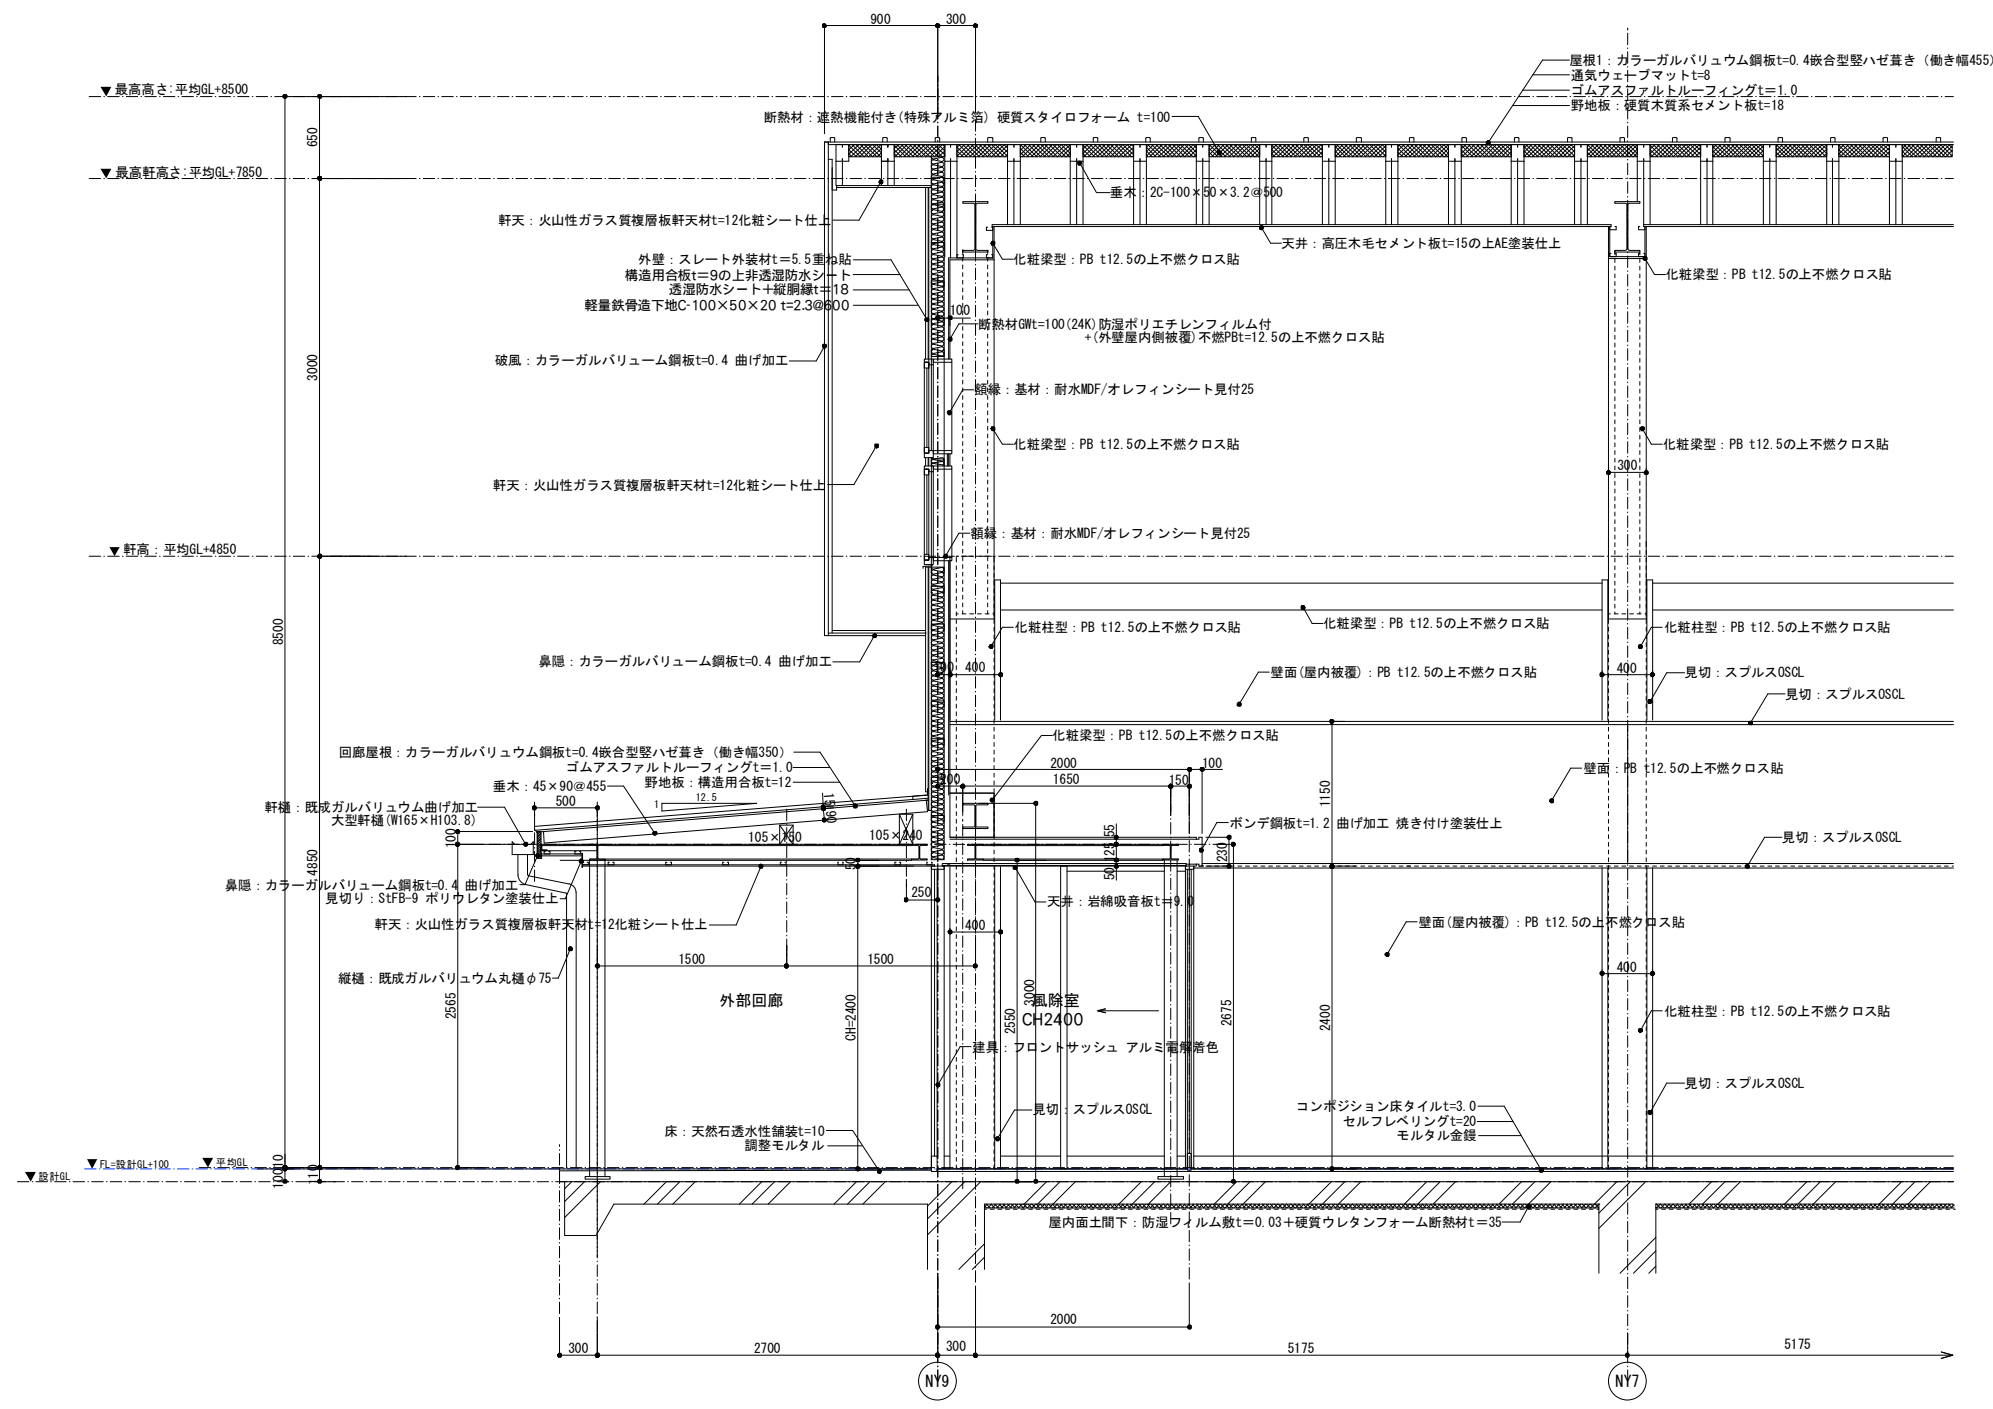 900
300
▼最高高さ:平均GL+8500
屋根1：カラーガルバリュウム鋼板t=0.4嵌合型竪ハゼ葺き（働き幅455)
通気ウェーブマットt=8
ゴムアスファルトルーフィングt＝1.0
野地板：硬質木質系セメント板t=18
断熱材：遮熱機能付き(特殊アルミ箔) 硬質スタイロフォーム t=100
650
▼最高軒高さ:平均GL+7850
垂木：2C-100×50×3.2@500
軒天：火山性ガラス質複層板軒天材t=12化粧シート仕上
天井：高圧木毛セメント板t=15の上AE塗装仕上
外壁：スレート外装材t＝5.5重ね貼
構造用合板t＝9の上非透湿防水シート
透湿防水シート＋縦胴縁t＝18
軽量鉄骨造下地C-100×50×20 t=2.3@600
化粧梁型：PB t12.5の上不燃クロス貼
化粧梁型：PB t12.5の上不燃クロス貼
100
断熱材GWt=100(24K)防湿ポリエチレンフィルム付
+(外壁屋内側被覆)不燃PBt=12.5の上不燃クロス貼
破風：カラーガルバリューム鋼板t=0.4 曲げ加工
3000
額縁：基材：耐水MDF/オレフィンシート見付25
化粧梁型：PB t12.5の上不燃クロス貼
化粧梁型：PB t12.5の上不燃クロス貼
300
軒天：火山性ガラス質複層板軒天材t=12化粧シート仕上
額縁：基材：耐水MDF/オレフィンシート見付25
▼軒高：平均GL+4850
8500
化粧柱型：PB t12.5の上不燃クロス貼
化粧梁型：PB t12.5の上不燃クロス貼
化粧柱型：PB t12.5の上不燃クロス貼
鼻隠：カラーガルバリューム鋼板t=0.4 曲げ加工
100
400
壁面(屋内被覆)：PB t12.5の上不燃クロス貼
400
見切：スプルスOSCL
見切：スプルスOSCL
回廊屋根：カラーガルバリュウム鋼板t=0.4嵌合型竪ハゼ葺き（働き幅350)
ゴムアスファルトルーフィングt＝1.0
野地板：構造用合板t=12
垂木：45×90@455
化粧梁型：PB t12.5の上不燃クロス貼
2000
100
200
1650
150
壁面：PB t12.5の上不燃クロス貼
1150
軒樋：既成ガルバリュウム曲げ加工
大型軒樋(W165×H103.8)
500
1
12.5
15
90
100
105×150
105×240
ボンデ鋼板t=1.2 曲げ加工 焼き付け塗装仕上
55
125
50
230
見切：スプルスOSCL
4850
50
鼻隠：カラーガルバリューム鋼板t=0.4 曲げ加工
見切り：StFB-9 ポリウレタン塗装仕上
250
天井：岩綿吸音板t＝9.0
軒天：火山性ガラス質複層板軒天材t=12化粧シート仕上
400
壁面(屋内被覆)：PB t12.5の上不燃クロス貼
1500
1500
400
縦樋：既成ガルバリュウム丸樋φ75
2565
外部回廊
CH=2400
2550
3000
風除室
CH2400
2675
2400
化粧柱型：PB t12.5の上不燃クロス貼
建具：フロントサッシュ アルミ電解着色
見切：スプルスOSCL
見切：スプルスOSCL
コンポジション床タイルt=3.0
セルフレベリングt=20
モルタル金鏝
床：天然石透水性舗装t=10
調整モルタル
▼FL=設計GL+100
▼平均GL
▼設計GL
100
10
10
屋内面土間下：防湿フィルム敷t＝0.03＋硬質ウレタンフォーム断熱材t＝35
2000
300
2700
300
5175
5175
NY9
NY7